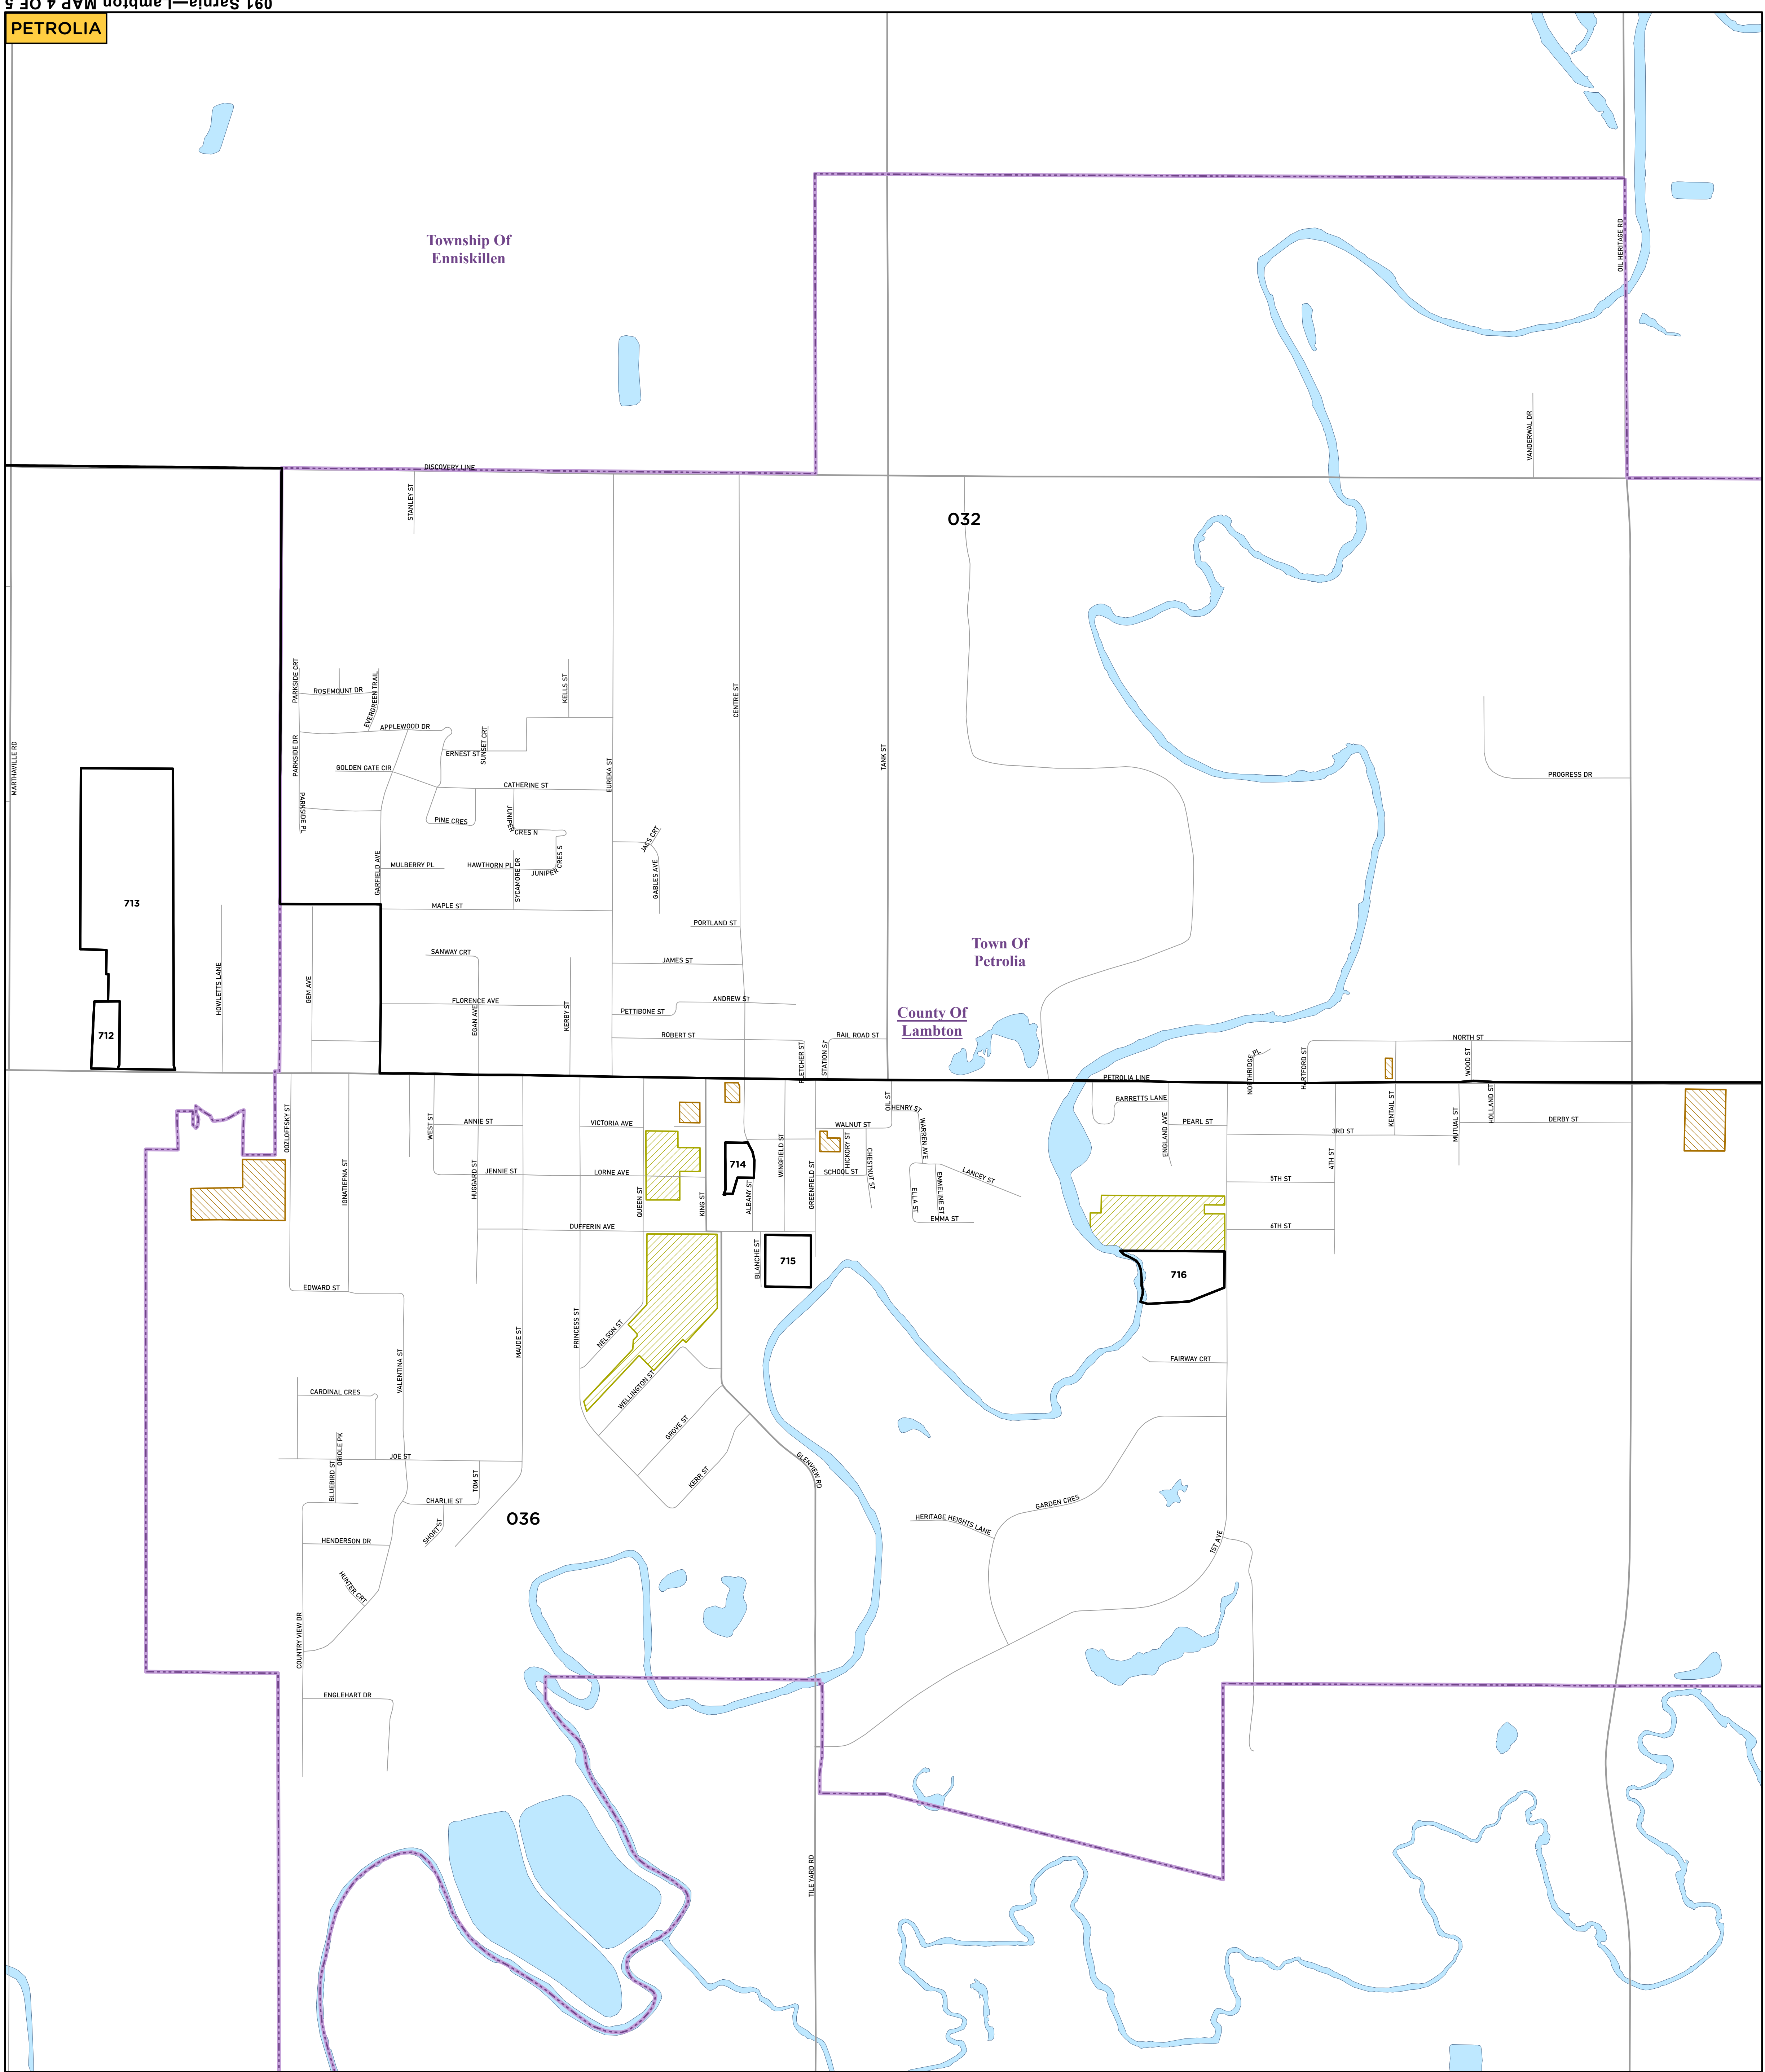 091 Sarnia—Lambton MAP 4 OF 5
PETROLIA
Township Of
Enniskillen
OIL HERITAGE RD
VANDERWAL DR
DISCOVERY LINE
STANLEY ST
032
PARKSIDE CRT
ROSEMOUNT DR
EVERGREEN TRAIL
KELLS ST
CENTRE ST
APPLEWOOD DR
SUNSET CRT
ERNEST ST
MARTHAVILLE RD
PARKSIDE DR
GOLDEN GATE CIR
EUREKA ST
TANK ST
PROGRESS DR
CATHERINE ST
PARKSIDE PL
PINE CRES
JUNIPER
CRES N
JACS CRT
GARFIELD AVE
MULBERRY PL
HAWTHORN PL
SYCAMORE DR
JUNIPER
CRES S
GABLES AVE
713
MAPLE ST
PORTLAND ST
Town Of
Petrolia
SANWAY CRT
JAMES ST
HOWLETTS LANE
GEM AVE
FLORENCE AVE
EGAN AVE
KERBY ST
ANDREW ST
PETTIBONE ST
County Of
Lambton
712
ROBERT ST
RAIL ROAD ST
FLETCHER ST
STATION ST
NORTH ST
NORTHRIDGE PL
HARTFORD ST
WOOD ST
PETROLIA LINE
OOZLOFFSKY ST
WEST ST
ANNIE ST
VICTORIA AVE
OIL ST
HENRY ST
WALNUT ST
WARREN AVE
BARRETTS LANE
ENGLAND AVE
PEARL ST
3RD ST
KENTAIL ST
MUTUAL ST
HOLLAND ST
DERBY ST
IGNATIEFNA ST
HUGGARD ST
JENNIE ST
LORNE AVE
QUEEN ST
KING ST
714
ALBANY ST
WINGFIELD ST
GREENFIELD ST
HICKORY ST
SCHOOL ST
CHESTNUT ST
LANCEY ST
ELLA ST
EMMELINE ST
EMMA ST
4TH ST
5TH ST
6TH ST
DUFFERIN AVE
BLANCHE ST
715
716
EDWARD ST
VALENTINA ST
MAUDE ST
PRINCESS ST
NELSON ST
FAIRWAY CRT
CARDINAL CRES
WELLINGTON ST
GROVE ST
ORIOLE PK
BLUEBIRD ST
JOE ST
TOM ST
KERR ST
GLENVIEW RD
CHARLIE ST
SHORT ST
036
GARDEN CRES
HERITAGE HEIGHTS LANE
1ST AVE
HENDERSON DR
HUNTER CRT
COUNTRY VIEW DR
ENGLEHART DR
TILE YARD RD